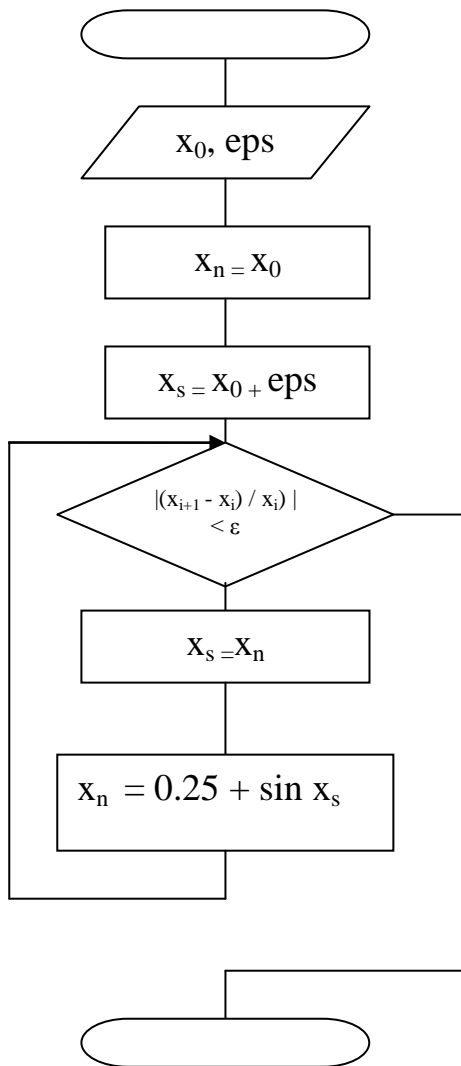 x₀, eps
xₙ = x₀
xₛ = x₀ + eps
|(xᵢ₊₁ - xᵢ) / xᵢ) |
< ε
xₛ = xₙ
xₙ = 0.25 + sin xₛ